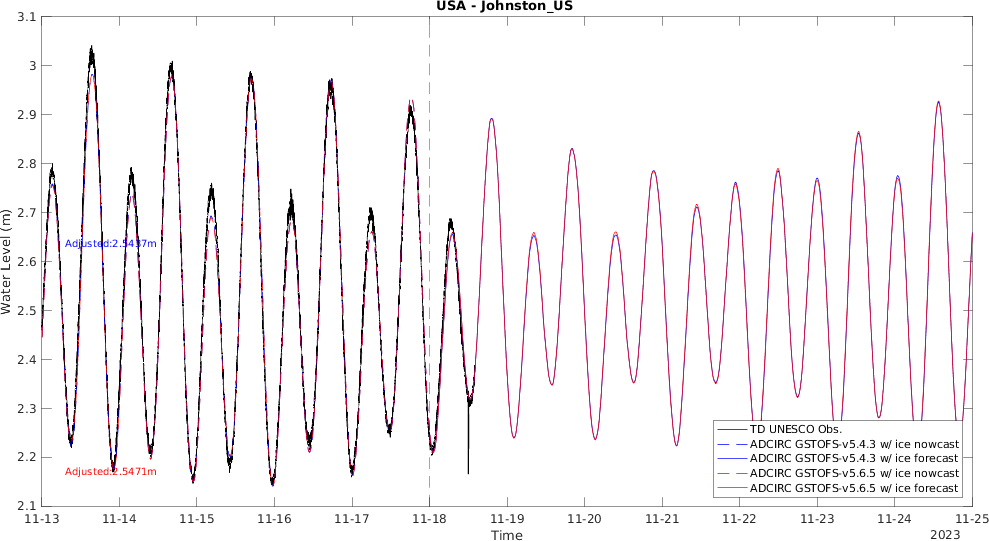 USA - Johnston_US
3.1
3
2.9
2.8
2.7
2.6
2.5
2.4
2.3
2.2
2.1
Water Level (m)
Adjusted:2.5437m
Adjusted:2.5471m
TD UNESCO Obs.
ADCIRC GSTOFS-v5.4.3 w/ ice nowcast
ADCIRC GSTOFS-v5.4.3 w/ ice forecast
ADCIRC GSTOFS-v5.6.5 w/ ice nowcast
ADCIRC GSTOFS-v5.6.5 w/ ice forecast
11-13 11-14 11-15 11-16 11-17 11-18 11-19 11-20 11-21 11-22 11-23 11-24 11-25
Time
2023